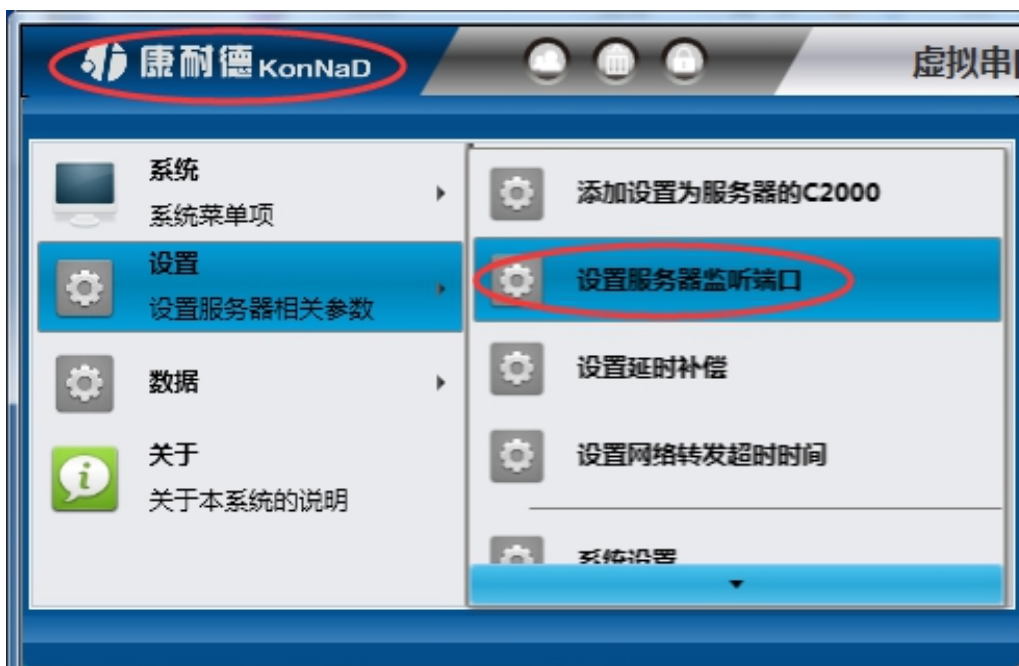 康耐德 KonNaD
虚拟串
系统
系统菜单项
设置
设置服务器相关参数
数据
关于
关于本系统的说明
添加设置为服务器的C2000
设置服务器监听端口
设置延时补偿
设置网络转发超时时间
系统设置